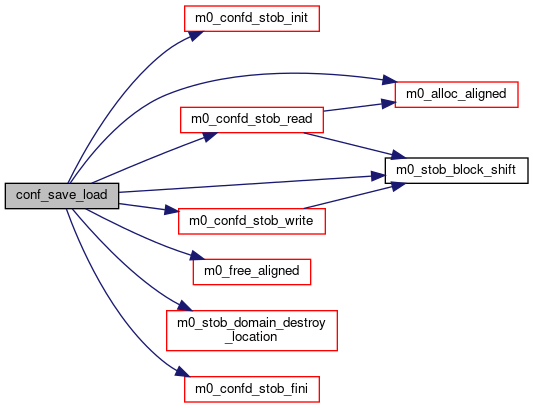 m0_confd_stob_init
m0_alloc_aligned
m0_confd_stob_read
m0_stob_block_shift
conf_save_load
m0_confd_stob_write
m0_free_aligned
m0_stob_domain_destroy
_location
m0_confd_stob_fini